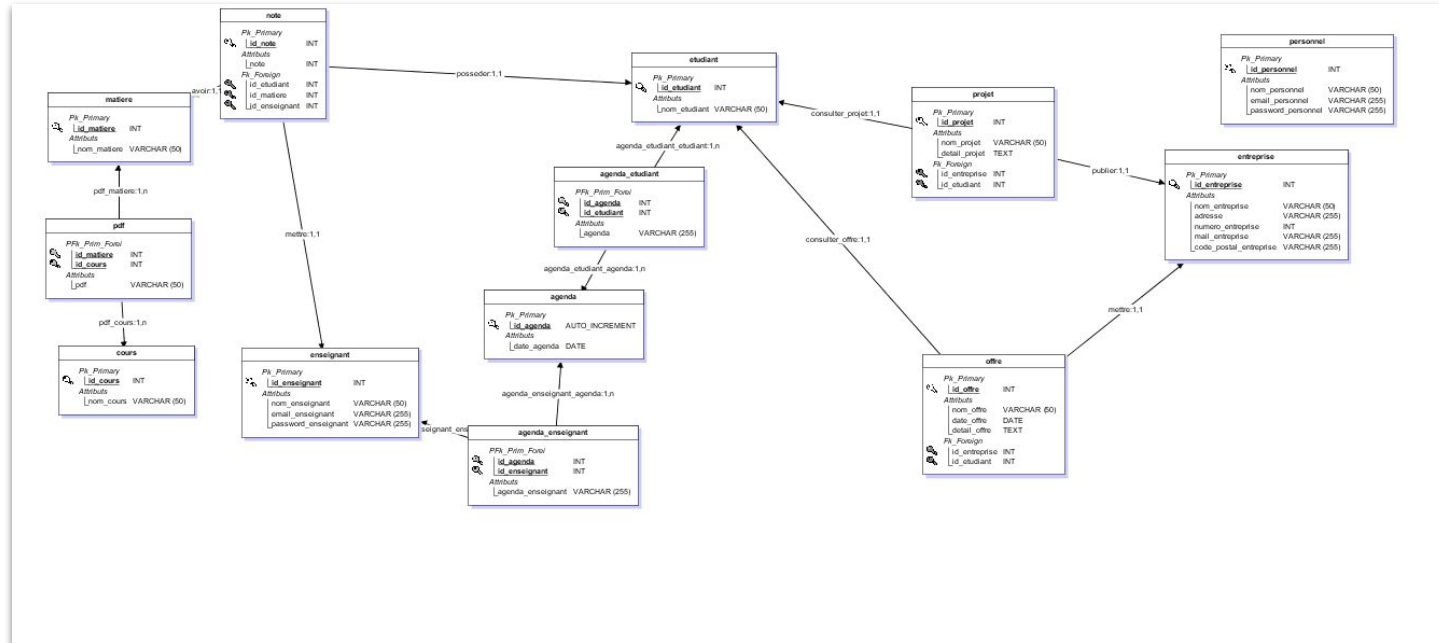 note
Pk_Primary
id_note INT
Attributs
note INT
Fk_Foreign
id_etudiant INT
id_matiere INT
id_enseignant INT
avoir:1,1
posseder:1,1
matiere
Pk_Primary
id_matiere INT
Attributs
nom_matiere VARCHAR (50)
pdf_matiere:1,n
pdf
PFk_Prim_Forei
id_matiere INT
id_cours INT
Attributs
pdf VARCHAR (50)
pdf_cours:1,n
cours
Pk_Primary
id_cours INT
Attributs
nom_cours VARCHAR (50)
mettre:1,1
enseignant
Pk_Primary
id_enseignant INT
Attributs
nom_enseignant VARCHAR (50)
email_enseignant VARCHAR (255)
password_enseignant VARCHAR (255)
etudiant
Pk_Primary
id_etudiant INT
Attributs
nom_etudiant VARCHAR (50)
agenda_etudiant_etudiant:1,n
agenda_etudiant
PFk_Prim_Forei
id_agenda INT
id_etudiant INT
Attributs
agenda VARCHAR (255)
agenda_etudiant_agenda:1,n
agenda
Pk_Primary
id_agenda AUTO_INCREMENT
Attributs
date_agenda DATE
agenda_enseignant_agenda:1,n
seignant_ens
agenda_enseignant
PFk_Prim_Forei
id_agenda INT
id_enseignant INT
Attributs
agenda_enseignant VARCHAR (255)
consulter_projet:1,1
projet
Pk_Primary
id_projet INT
Attributs
nom_projet VARCHAR (50)
detail_projet TEXT
Fk_Foreign
id_entreprise INT
id_etudiant INT
publier:1,1
consulter_offre:1,1
personnel
Pk_Primary
id_personnel INT
Attributs
nom_personnel VARCHAR (50)
email_personnel VARCHAR (255)
password_personnel VARCHAR (255)
entreprise
Pk_Primary
id_entreprise INT
Attributs
nom_entreprise VARCHAR (50)
adresse VARCHAR (255)
numero_entreprise INT
mail_entreprise VARCHAR (255)
code_postal_entreprise VARCHAR (255)
mettre:1,1
offre
Pk_Primary
id_offre INT
Attributs
nom_offre VARCHAR (50)
date_offre DATE
detail_offre TEXT
Fk_Foreign
id_entreprise INT
id_etudiant INT